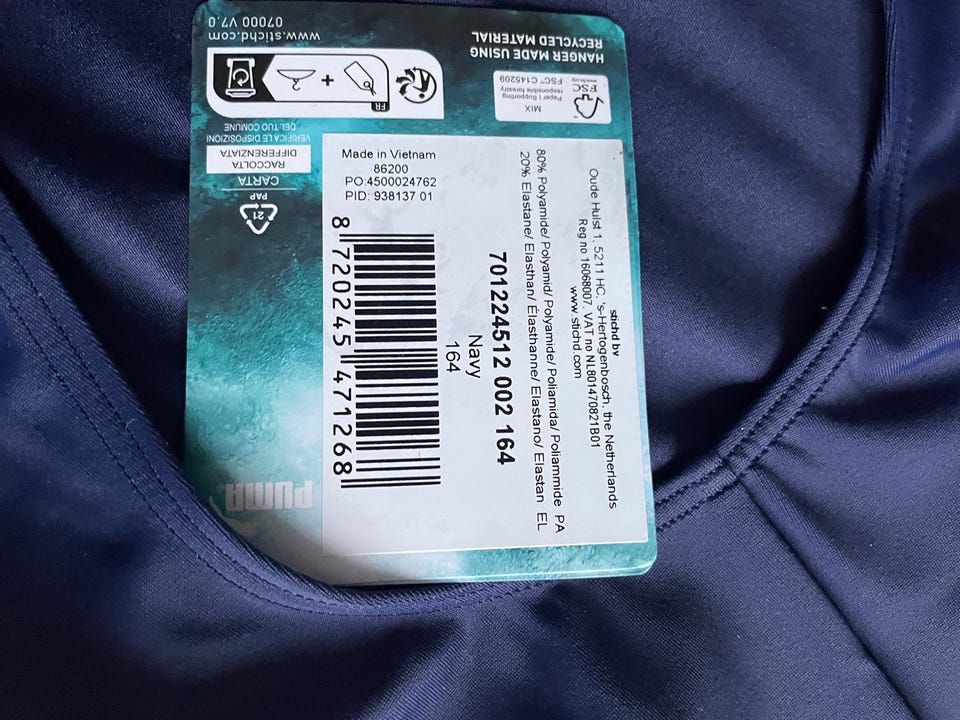 www.stichd.com
07000 V7.0
HANGER MADE USING
RECYCLED MATERIAL
FR
+
FSC
MIX
Paper | Supporting
responsible forestry
FSC® C145209
21
PAP
CARTA
RACCOLTA
DIFFERENZIATA
VERIFICA LE DISPOSIZIONI
DEL TUO COMUNE
Made in Vietnam
86200
PO:4500024762
PID: 938137 01
8 720245 471268
stichd bv
Oude Hulst 1, 5211 HC, 's-Hertogenbosch, the Netherlands
Reg no 16068007. VAT no NL801470821B01
www.stichd.com
80% Polyamide/ Polyamid/ Polyamide/ Poliamida/ Poliammide PA
20% Elastane/ Elasthan/ Élasthanne/ Elastano/ Elastan EL
701224512 002 164
Navy
164
PUMA